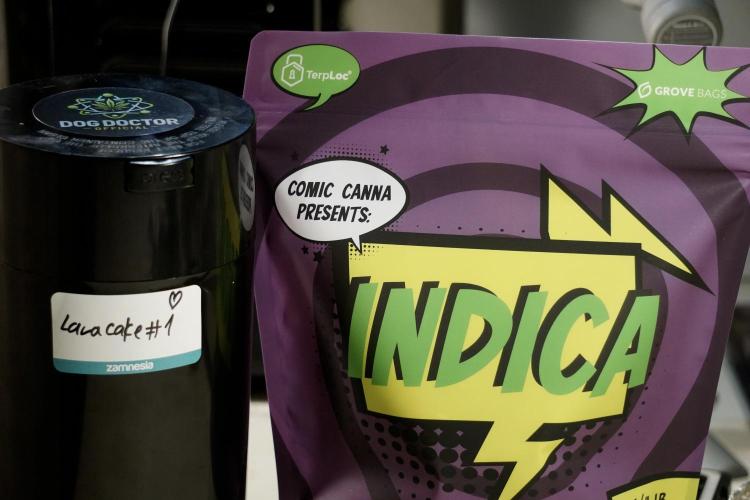 DOG DOCTOR
OFFICIAL
Lava cake #1
zamnesia
TerpLoc®
GROVE BAGS
COMIC CANNA
PRESENTS:
INDICA